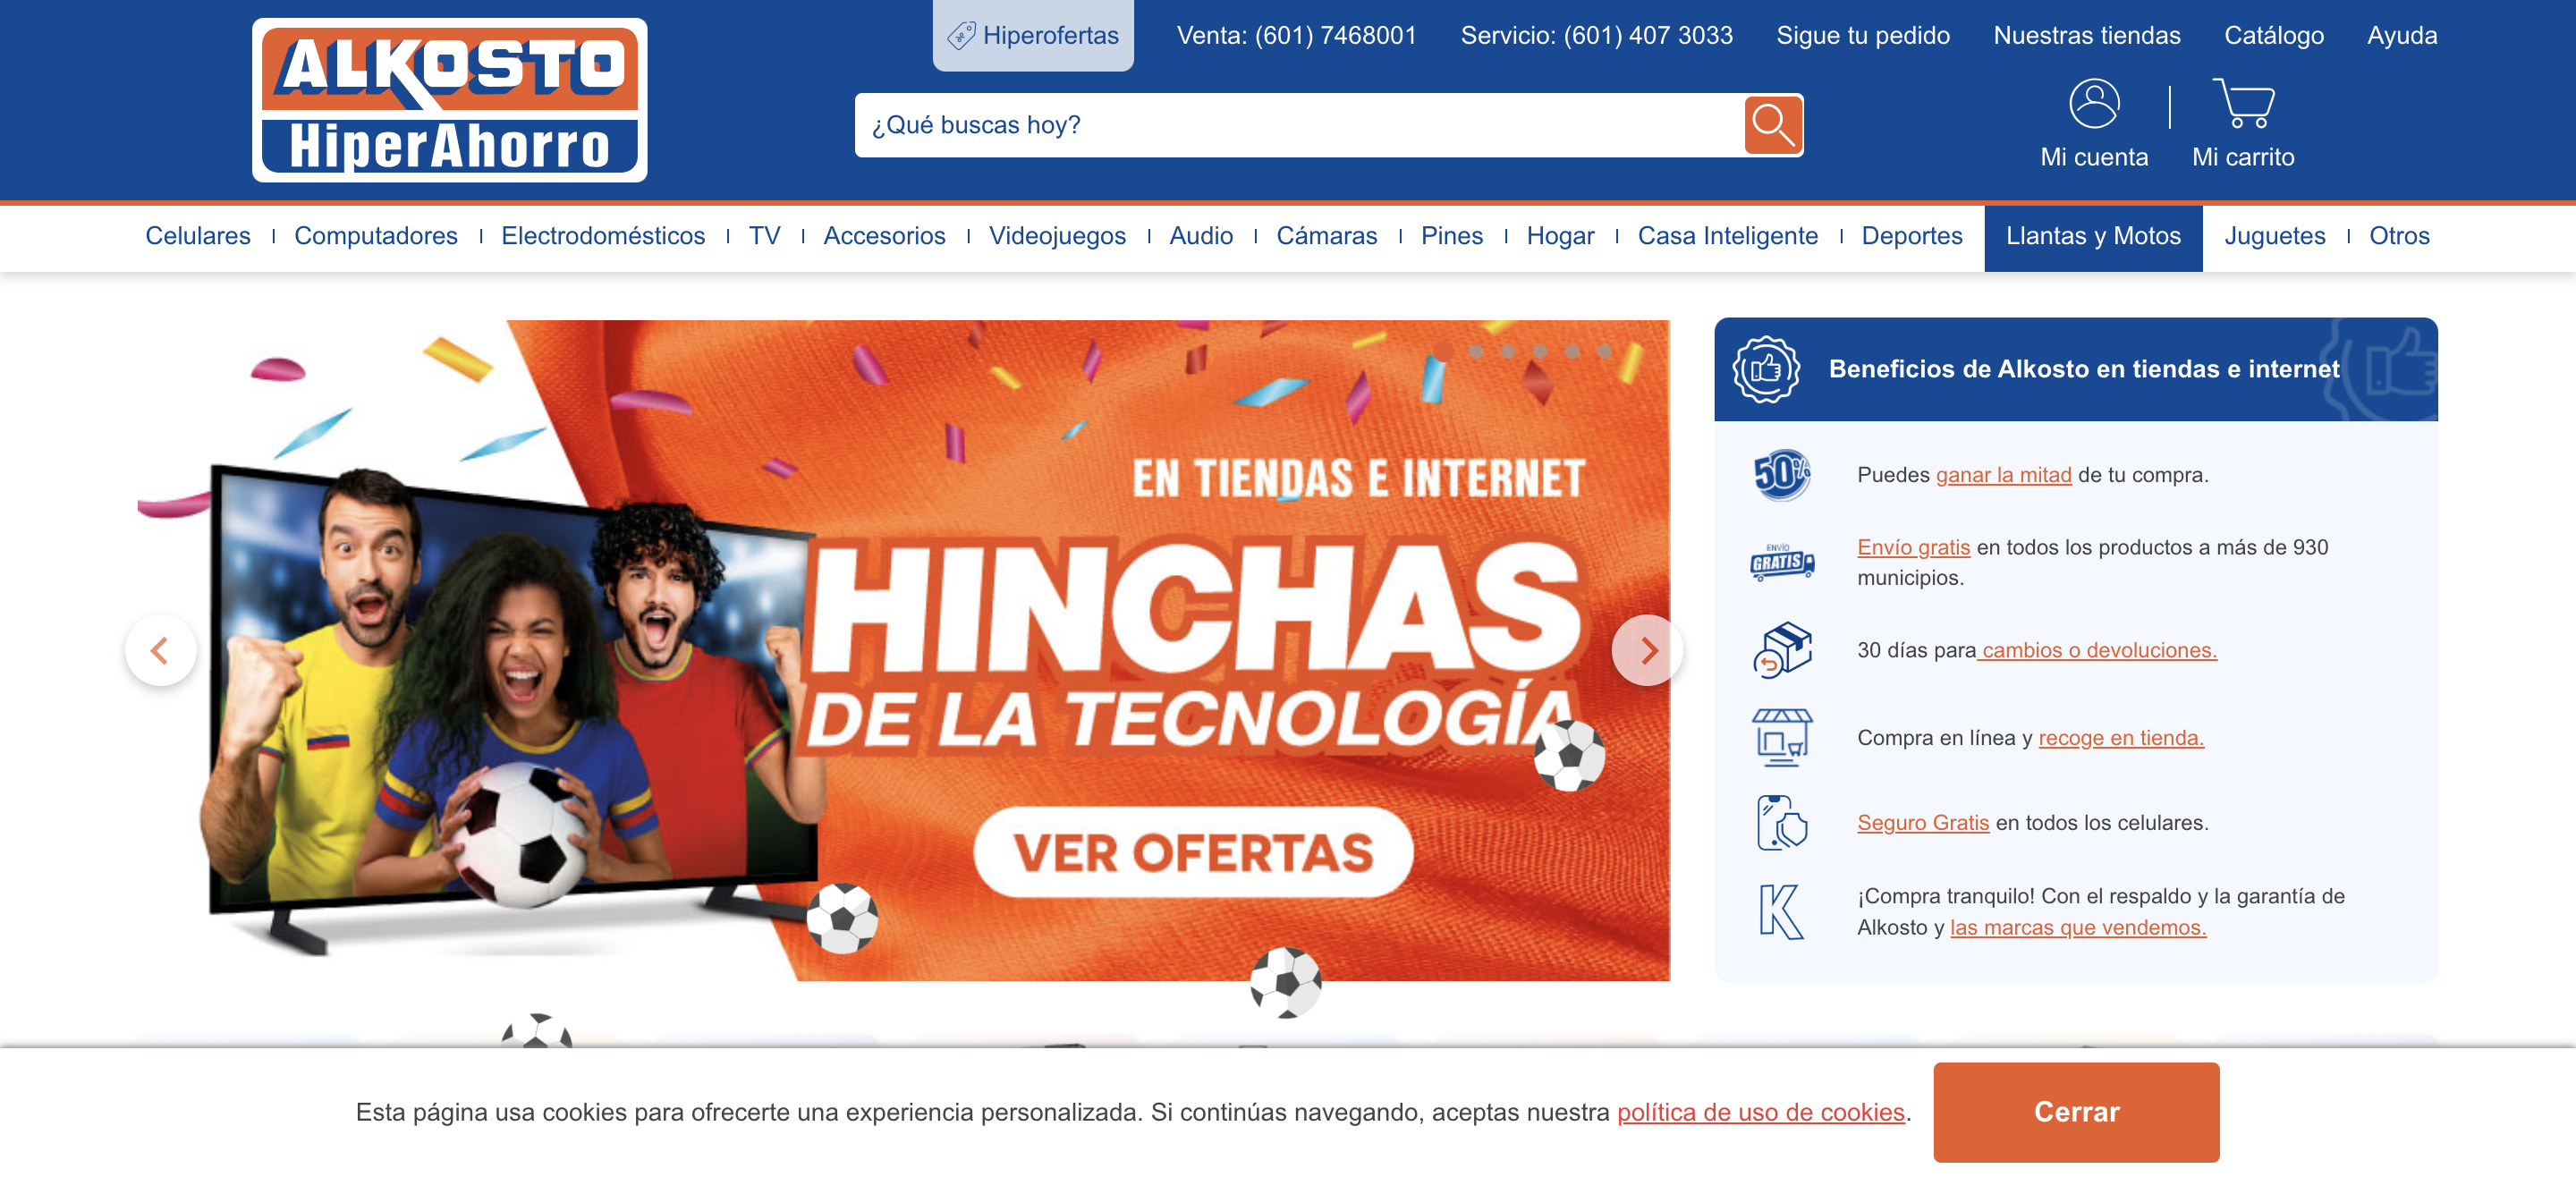 ALKOSTO
HiperAhorro
Hiperofertas
Venta: (601) 7468001
Servicio: (601) 407 3033
Sigue tu pedido
Nuestras tiendas
Catálogo
Ayuda
¿Qué buscas hoy?
Mi cuenta
Mi carrito
Celulares
Computadores
Electrodomésticos
TV
Accesorios
Videojuegos
Audio
Cámaras
Pines
Hogar
Casa Inteligente
Deportes
Llantas y Motos
Juguetes
Otros
EN TIENDAS E INTERNET
HINCHAS
DE LA TECNOLOGÍA
VER OFERTAS
Beneficios de Alkosto en tiendas e internet
50%
Puedes ganar la mitad de tu compra.
ENVÍO
GRATIS
Envío gratis en todos los productos a más de 930
municipios.
30 días para cambios o devoluciones.
Compra en línea y recoge en tienda.
Seguro Gratis en todos los celulares.
K
¡Compra tranquilo! Con el respaldo y la garantía de
Alkosto y las marcas que vendemos.
Esta página usa cookies para ofrecerte una experiencia personalizada. Si continúas navegando, aceptas nuestra política de uso de cookies.
Cerrar